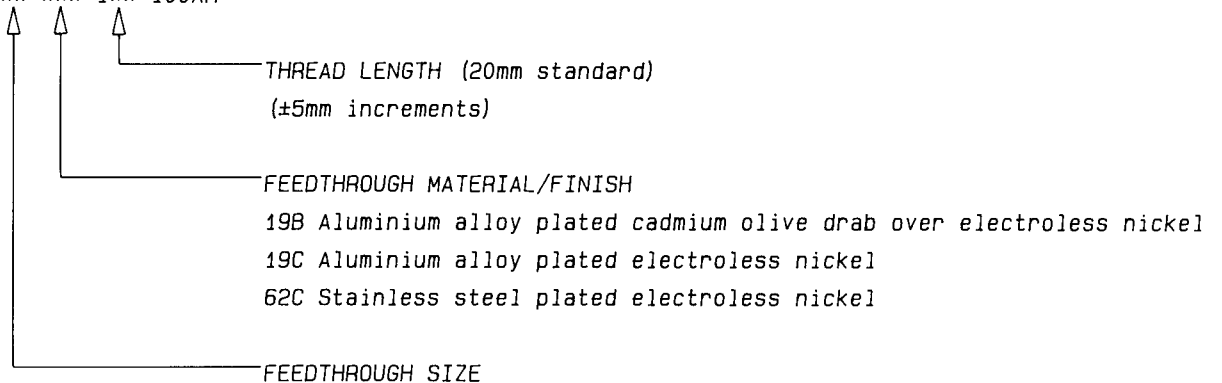 THREAD LENGTH (20mm standard)
(±5mm increments)
FEEDTHROUGH MATERIAL/FINISH
19B Aluminium alloy plated cadmium olive drab over electroless nickel
19C Aluminium alloy plated electroless nickel
62C Stainless steel plated electroless nickel
FEEDTHROUGH SIZE